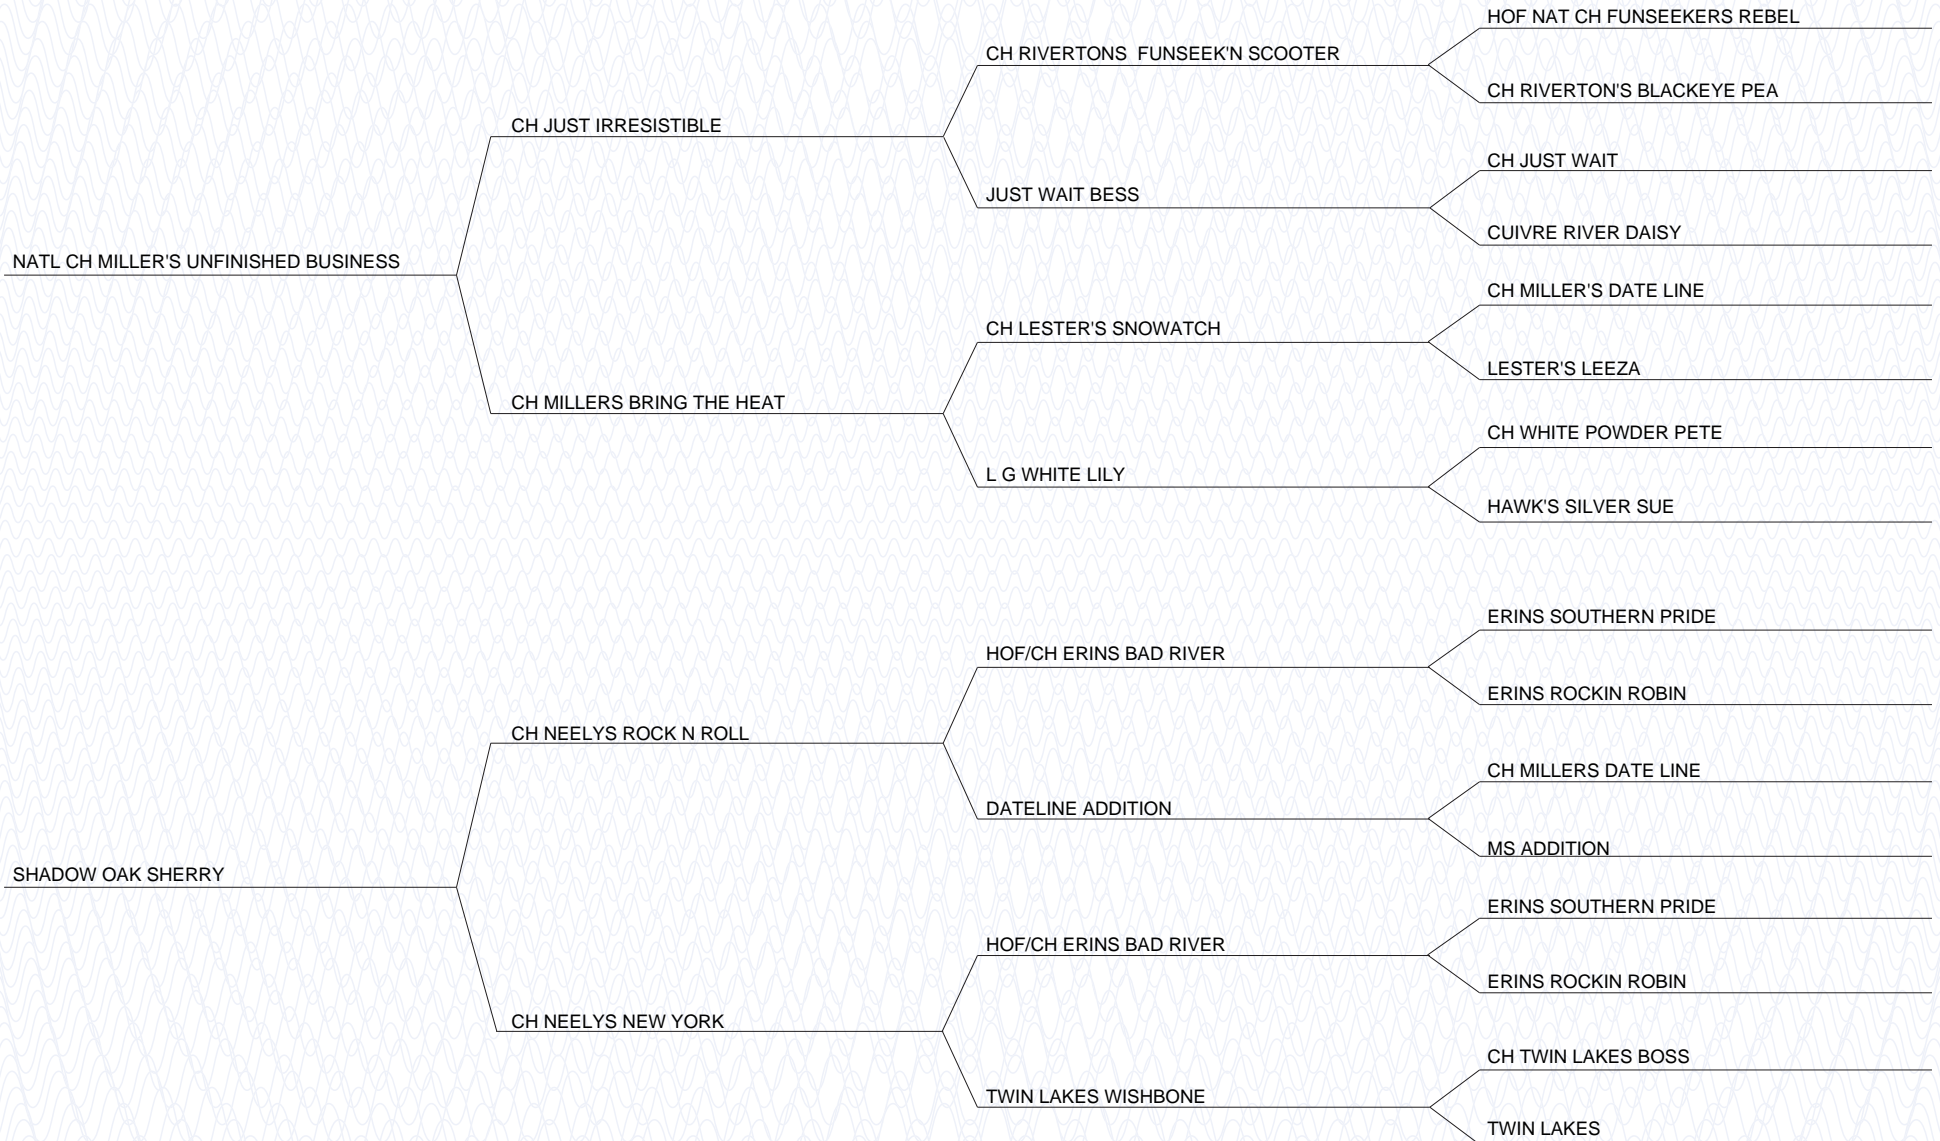 HOF NAT CH FUNSEEKERS REBEL
CH RIVERTONS  FUNSEEK'N SCOOTER
CH RIVERTON'S BLACKEYE PEA
CH JUST IRRESISTIBLE
CH JUST WAIT
JUST WAIT BESS
CUIVRE RIVER DAISY
NATL CH MILLER'S UNFINISHED BUSINESS
CH MILLER'S DATE LINE
CH LESTER'S SNOWATCH
LESTER'S LEEZA
CH MILLERS BRING THE HEAT
CH WHITE POWDER PETE
L G WHITE LILY
HAWK'S SILVER SUE
ERINS SOUTHERN PRIDE
HOF/CH ERINS BAD RIVER
ERINS ROCKIN ROBIN
CH NEELYS ROCK N ROLL
CH MILLERS DATE LINE
DATELINE ADDITION
MS ADDITION
SHADOW OAK SHERRY
ERINS SOUTHERN PRIDE
HOF/CH ERINS BAD RIVER
ERINS ROCKIN ROBIN
CH NEELYS NEW YORK
CH TWIN LAKES BOSS
TWIN LAKES WISHBONE
TWIN LAKES